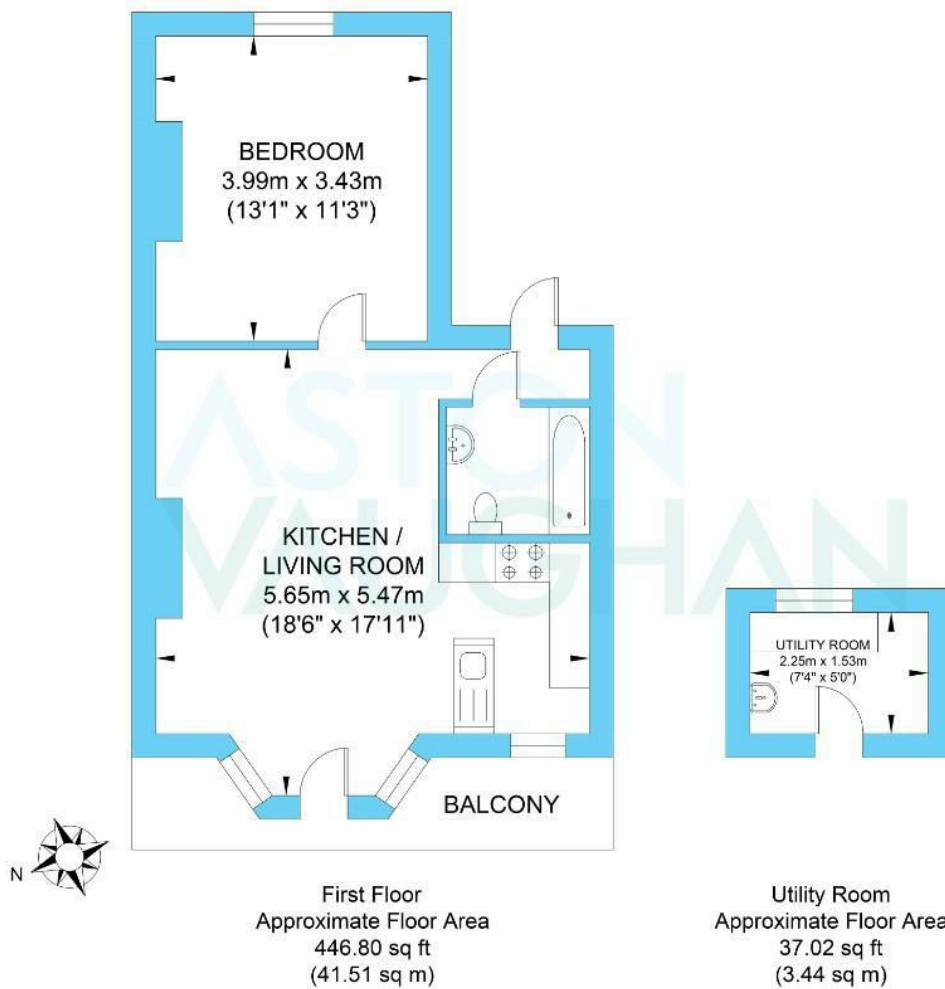 BEDROOM
3.99m x 3.43m
(13'1" x 11'3")
ASTON
VAUGHAN
KITCHEN /
LIVING ROOM
5.65m x 5.47m
(18'6" x 17'11")
UTILITY ROOM
2.25m x 1.53m
(7'4" x 5'0")
BALCONY
N
First Floor
Approximate Floor Area
446.80 sq ft
(41.51 sq m)
Utility Room
Approximate Floor Area
37.02 sq ft
(3.44 sq m)